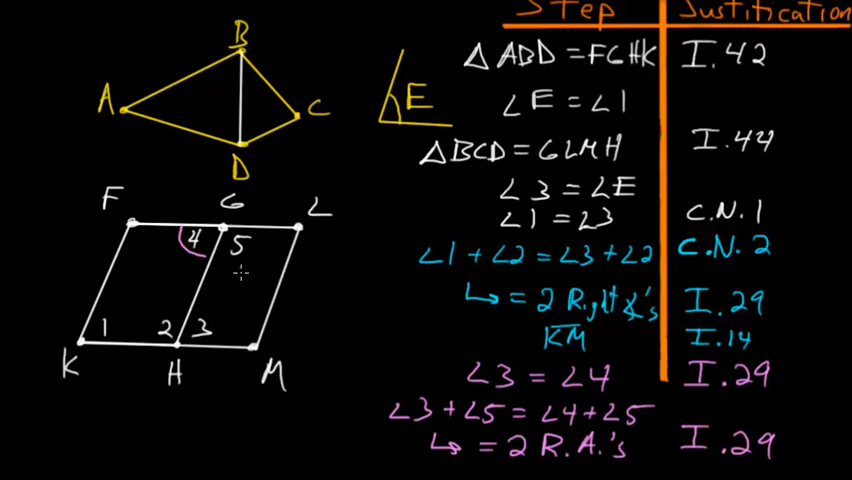 Step Justification
△ABD = FGHK I.42
∠E = ∠1
△BCD = GLMH I.44
∠3 = ∠E
∠1 = ∠3 C.N. 1
∠1 + ∠2 = ∠3 + ∠2 C.N. 2
↳ = 2 Right ∡'s I.29
KM I.14
∠3 = ∠4 I.29
∠3 + ∠5 = ∠4 + ∠5
↳ = 2 R.A.'s I.29
B
A
C
D
E
F G L
4 5
1 2 3
K H M